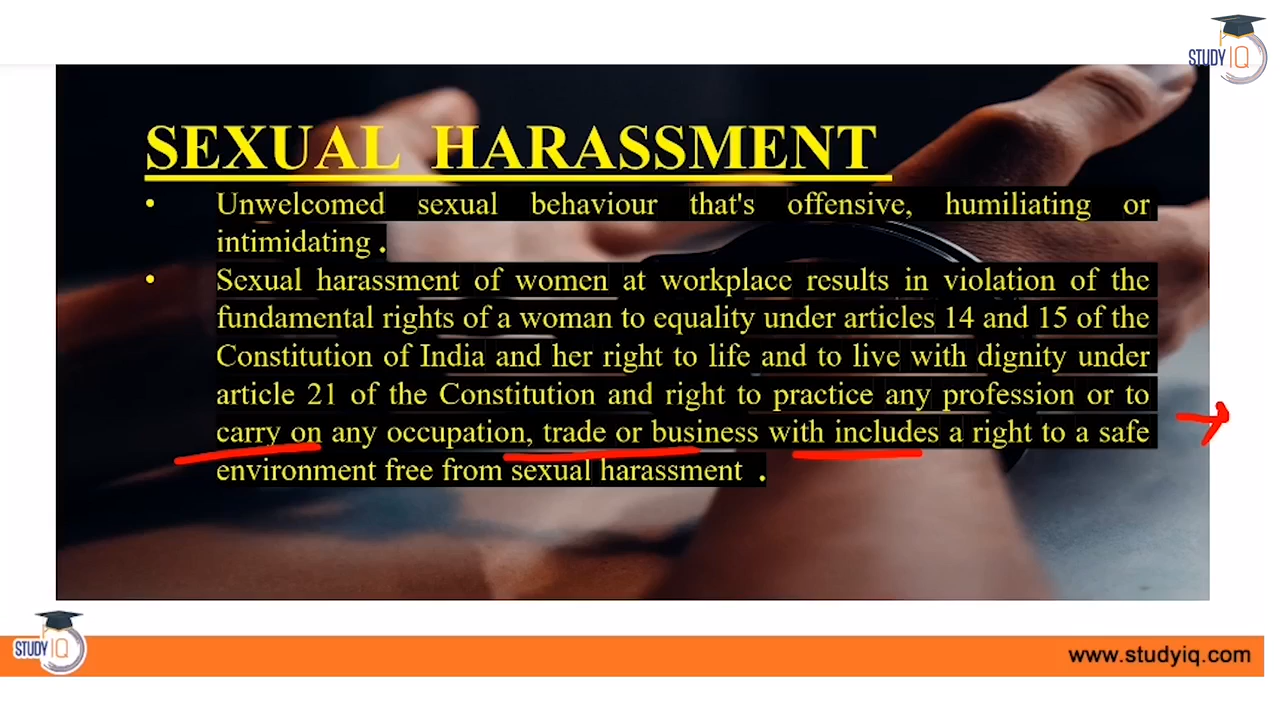 STUDY IQ
SEXUAL HARASSMENT
• Unwelcomed sexual behaviour that's offensive, humiliating or
intimidating .
• Sexual harassment of women at workplace results in violation of the
fundamental rights of a woman to equality under articles 14 and 15 of the
Constitution of India and her right to life and to live with dignity under
article 21 of the Constitution and right to practice any profession or to
carry on any occupation, trade or business with includes a right to a safe
environment free from sexual harassment .
STUDY IQ
www.studyiq.com